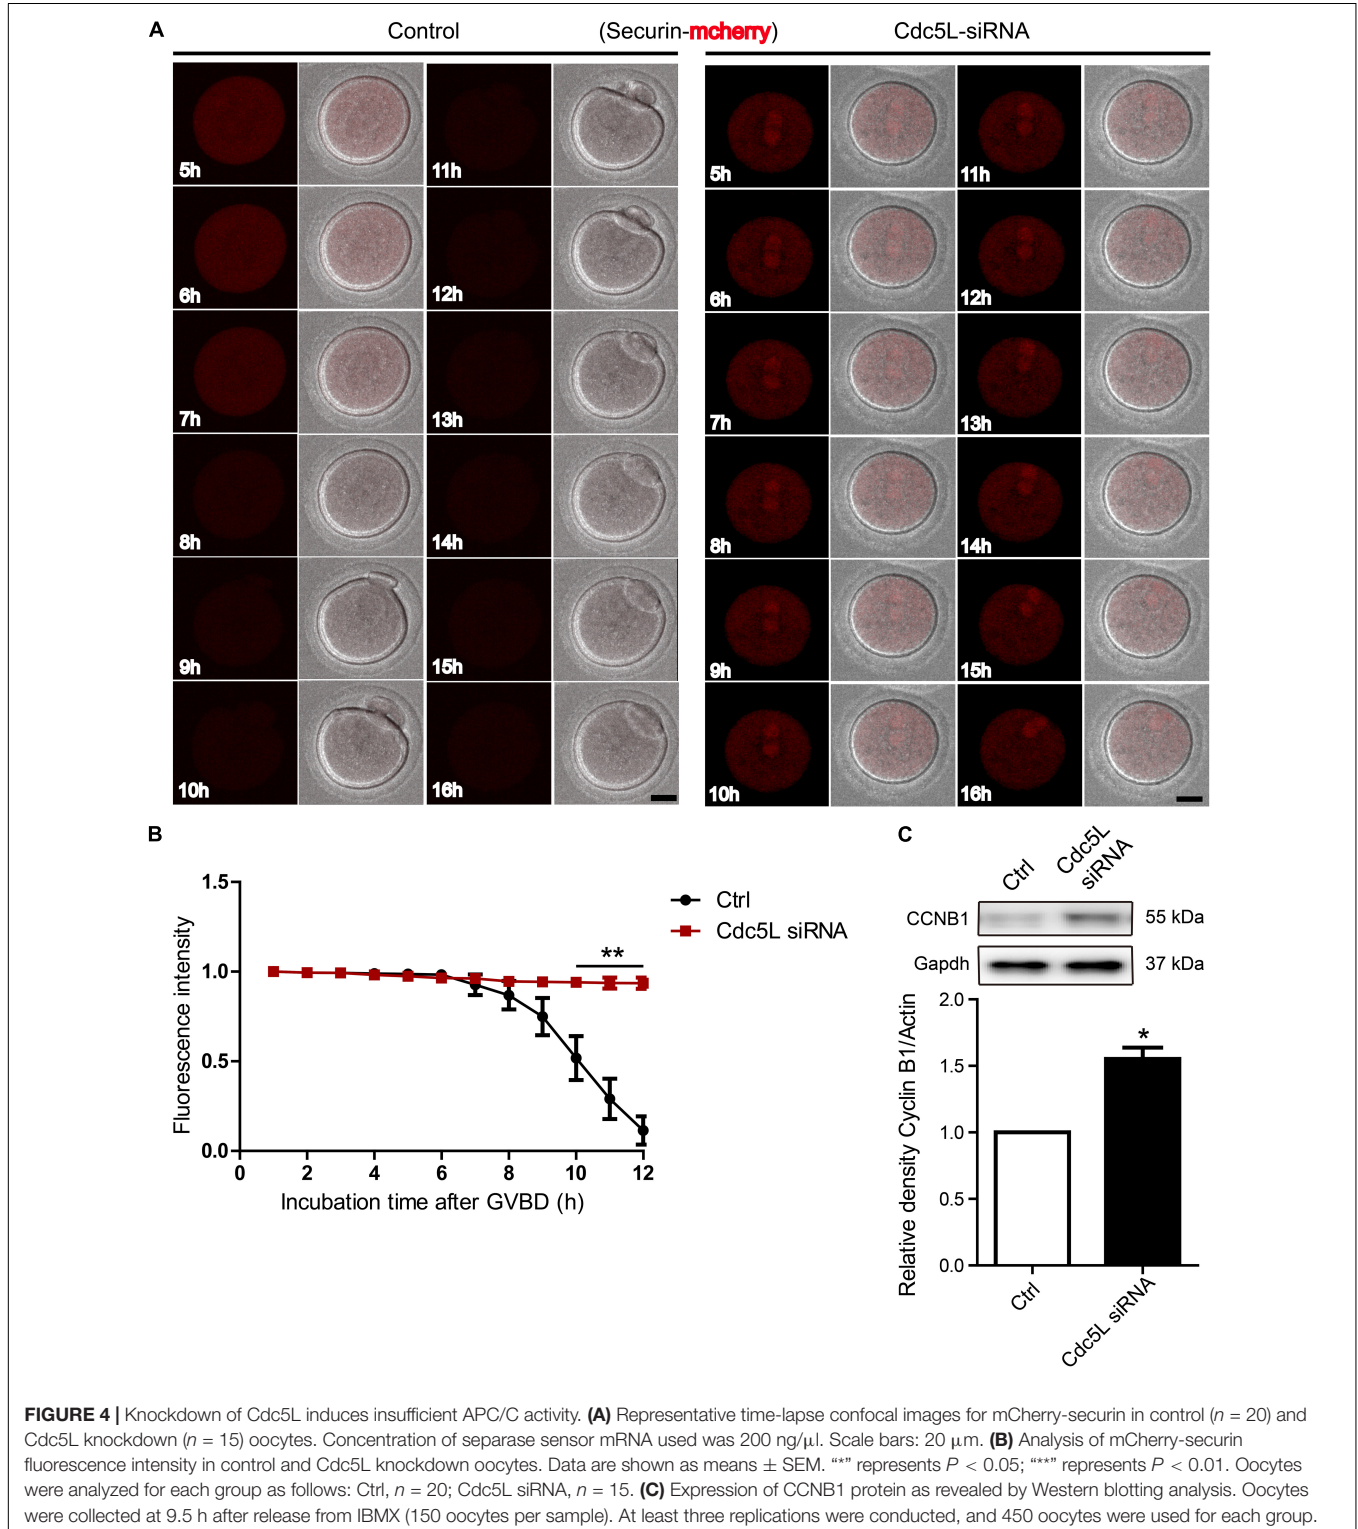 A
Control
(Securin-mcherry)
Cdc5L-siRNA
5h
11h
5h
11h
6h
12h
6h
12h
7h
13h
7h
13h
8h
14h
8h
14h
9h
15h
9h
15h
10h
16h
10h
16h
B
1.5
1.0
0.5
0.0
0 2 4 6 8 10 12
Fluorescence intensity
Incubation time after GVBD (h)
Ctrl
Cdc5L siRNA
**
C
Ctrl
Cdc5L
siRNA
CCNB1
55 kDa
Gapdh
37 kDa
2.0
1.5
1.0
0.5
0.0
Relative density Cyclin B1/Actin
*
Ctrl
Cdc5L siRNA
FIGURE 4 | Knockdown of Cdc5L induces insufficient APC/C activity. (A) Representative time-lapse confocal images for mCherry-securin in control (n = 20) and
Cdc5L knockdown (n = 15) oocytes. Concentration of separase sensor mRNA used was 200 ng/μl. Scale bars: 20 μm. (B) Analysis of mCherry-securin
fluorescence intensity in control and Cdc5L knockdown oocytes. Data are shown as means ± SEM. “*” represents P < 0.05; “**” represents P < 0.01. Oocytes
were analyzed for each group as follows: Ctrl, n = 20; Cdc5L siRNA, n = 15. (C) Expression of CCNB1 protein as revealed by Western blotting analysis. Oocytes
were collected at 9.5 h after release from IBMX (150 oocytes per sample). At least three replications were conducted, and 450 oocytes were used for each group.